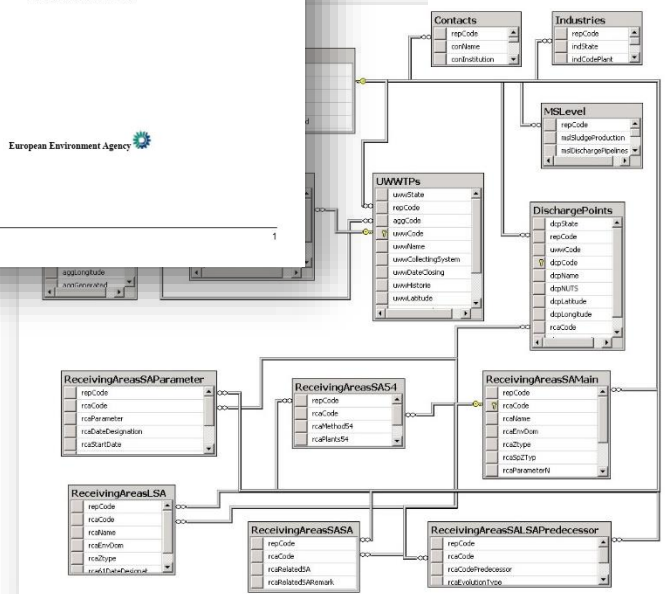 European Environment Agency
1
aggLongitude
aggGenerated
Contacts
repCode
conName
conInstitution
Industries
repCode
indState
indCodePlant
MSLevel
repCode
mslSludgeProduction
mslDischargePipelines
UWWTPs
uwwState
repCode
aggCode
uwwCode
uwwName
uwwCollectingSystem
uwwDateClosing
uwwHistorie
uwwLatitude
DischargePoints
dcpState
repCode
uwwCode
dcpCode
dcpName
dcpNUTS
dcpLatitude
dcpLongitude
rcaCode
ReceivingAreasSAParameter
repCode
rcaCode
rcaParameter
rcaDateDesignation
rcaStartDate
ReceivingAreasSA54
repCode
rcaCode
rcaMethod54
rcaPlants54
ReceivingAreasSAMain
repCode
rcaCode
rcaName
rcaEnvDom
rcaZtype
rcaSpZTyp
rcaParameterN
ReceivingAreasLSA
repCode
rcaCode
rcaName
rcaEnvDom
rcaZtype
rca61DateDesignat
ReceivingAreasSASA
repCode
rcaCode
rcaRelatedSA
rcaRelatedSARemark
ReceivingAreasSALSAPredecessor
repCode
rcaCode
rcaCodePredecessor
rcaEvolutionType